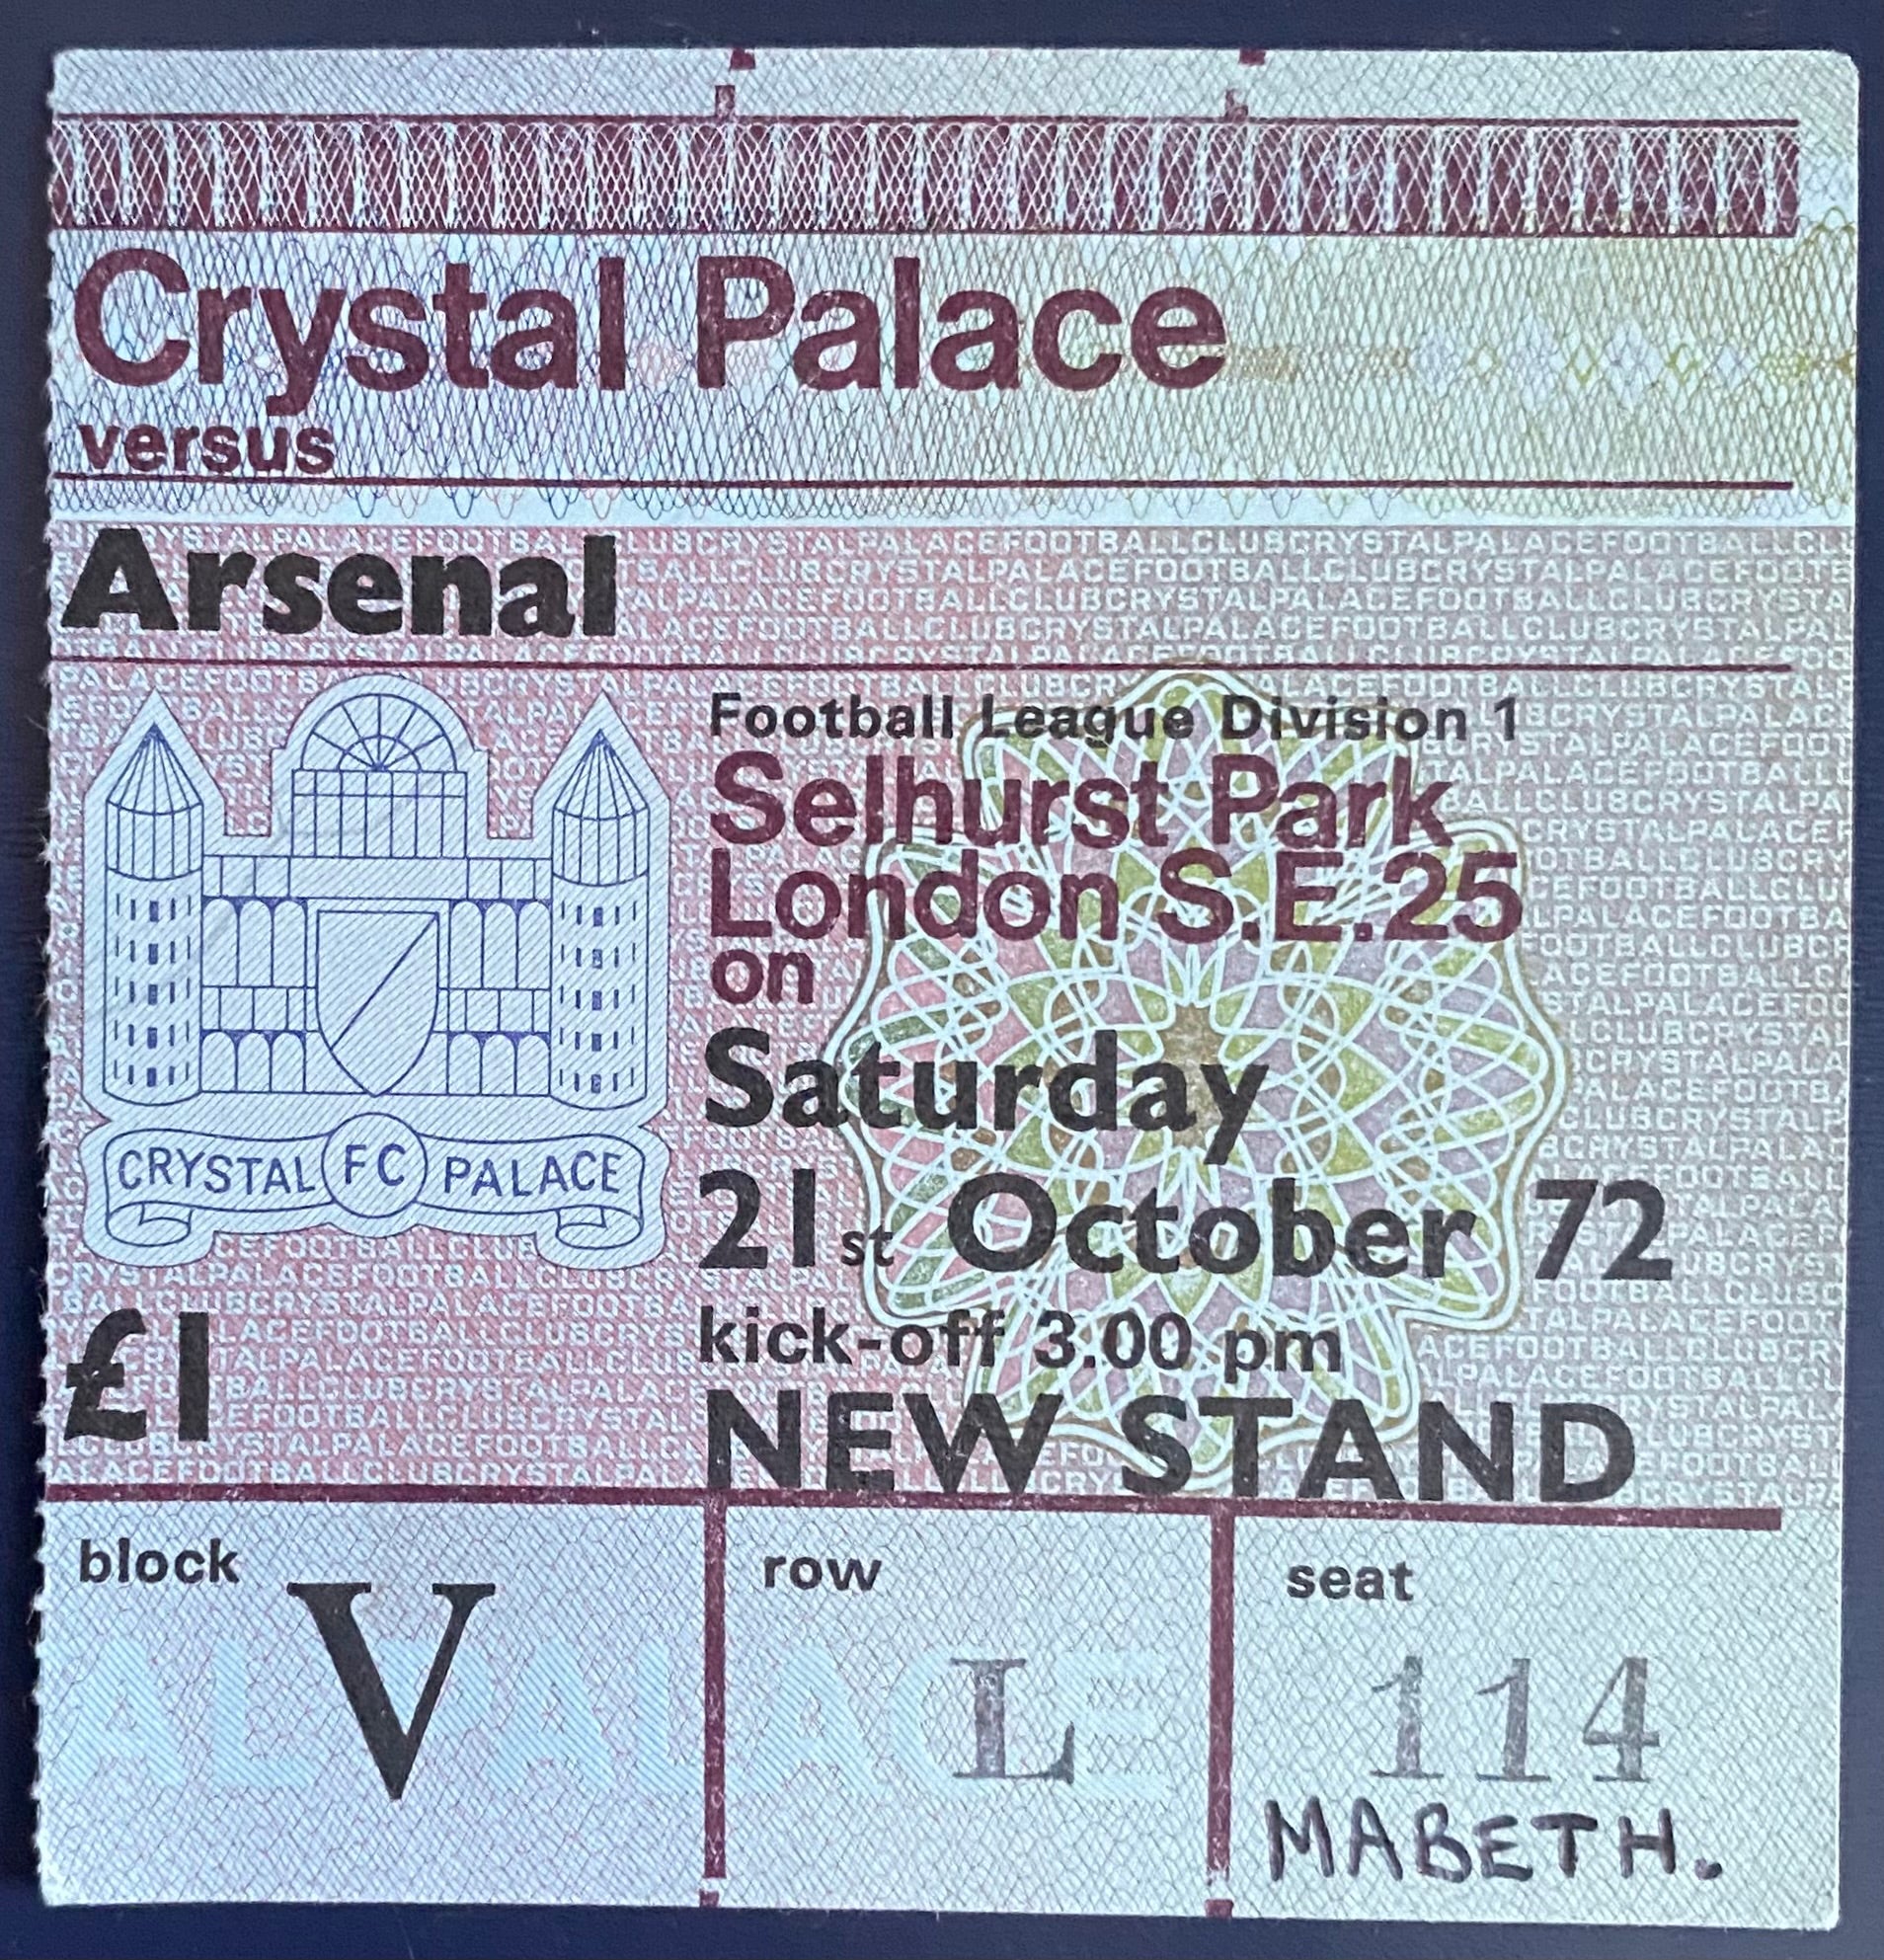 Crystal Palace
versus
Arsenal
Football League Division 1
Selhurst Park
London S.E.25
on
Saturday
21st October 72
kick-off 3.00 pm
NEW STAND
CRYSTAL FC PALACE
£1
block
V
row
L
seat
114
MABETH.
ALPALACE